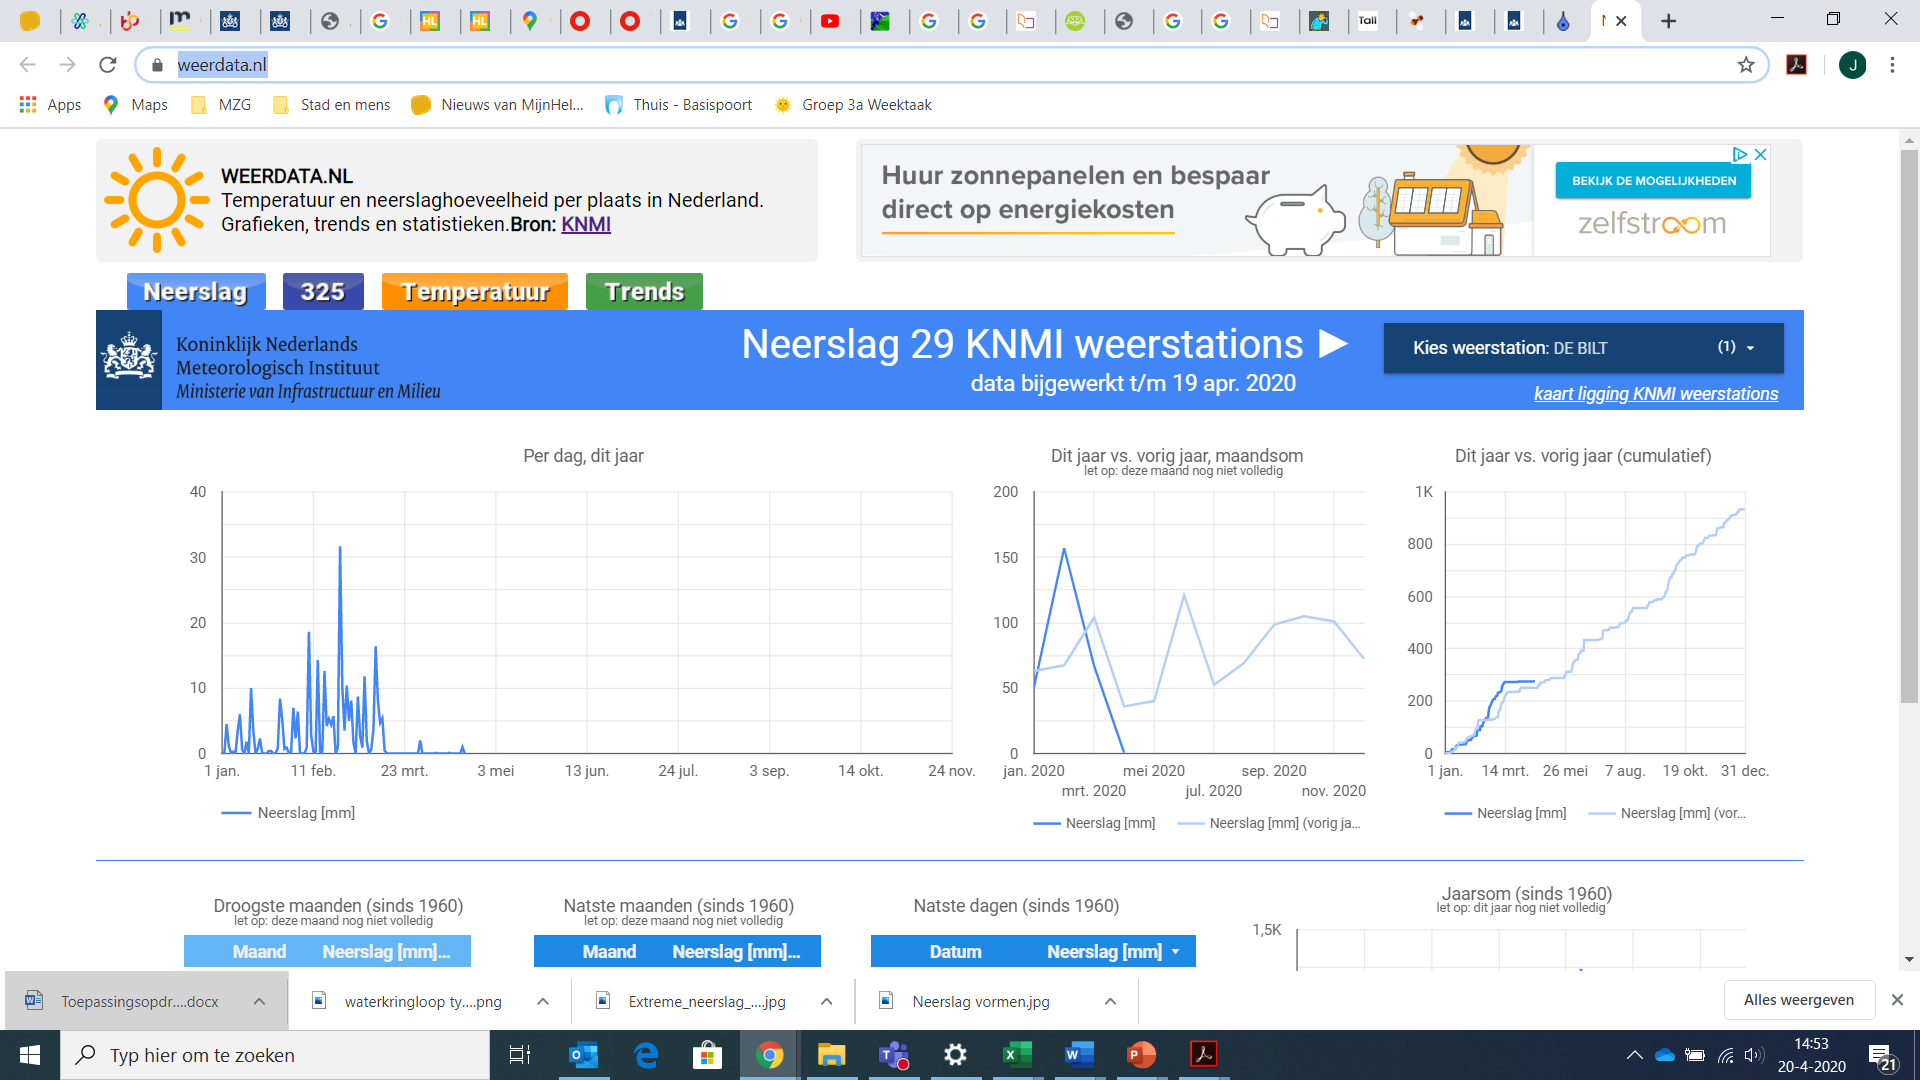 weerdata.nl
J
Apps
Maps
MZG
Stad en mens
Nieuws van MijnHel...
Thuis - Basispoort
Groep 3a Weektaak
WEERDATA.NL
Temperatuur en neerslaghoeveelheid per plaats in Nederland.
Grafieken, trends en statistieken.Bron: KNMI
Huur zonnepanelen en bespaar
direct op energiekosten
BEKIJK DE MOGELIJKHEDEN
zelfstroom
Neerslag
325
Temperatuur
Trends
Koninklijk Nederlands
Meteorologisch Instituut
Ministerie van Infrastructuur en Milieu
Neerslag 29 KNMI weerstations
data bijgewerkt t/m 19 apr. 2020
Kies weerstation: DE BILT (1)
kaart ligging KNMI weerstations
Per dag, dit jaar
40
30
20
10
0
1 jan. 11 feb. 23 mrt. 3 mei 13 jun. 24 jul. 3 sep. 14 okt. 24 nov.
Neerslag [mm]
Dit jaar vs. vorig jaar, maandsom
let op: deze maand nog niet volledig
200
150
100
50
0
jan. 2020 mei 2020 sep. 2020
mrt. 2020 jul. 2020 nov. 2020
Neerslag [mm] Neerslag [mm] (vorig ja...
Dit jaar vs. vorig jaar (cumulatief)
1K
800
600
400
200
0
1 jan. 14 mrt. 26 mei 7 aug. 19 okt. 31 dec.
Neerslag [mm] Neerslag [mm] (vor...
Droogste maanden (sinds 1960)
let op: deze maand nog niet volledig
Maand Neerslag [mm]...
Natste maanden (sinds 1960)
let op: deze maand nog niet volledig
Maand Neerslag [mm]...
Natste dagen (sinds 1960)
Datum Neerslag [mm]
Jaarsom (sinds 1960)
let op: dit jaar nog niet volledig
1,5K
Toepassingsopdr....docx
waterkringloop ty....png
Extreme_neerslag_....jpg
Neerslag vormen.jpg
Alles weergeven
Typ hier om te zoeken
14:53
20-4-2020
21